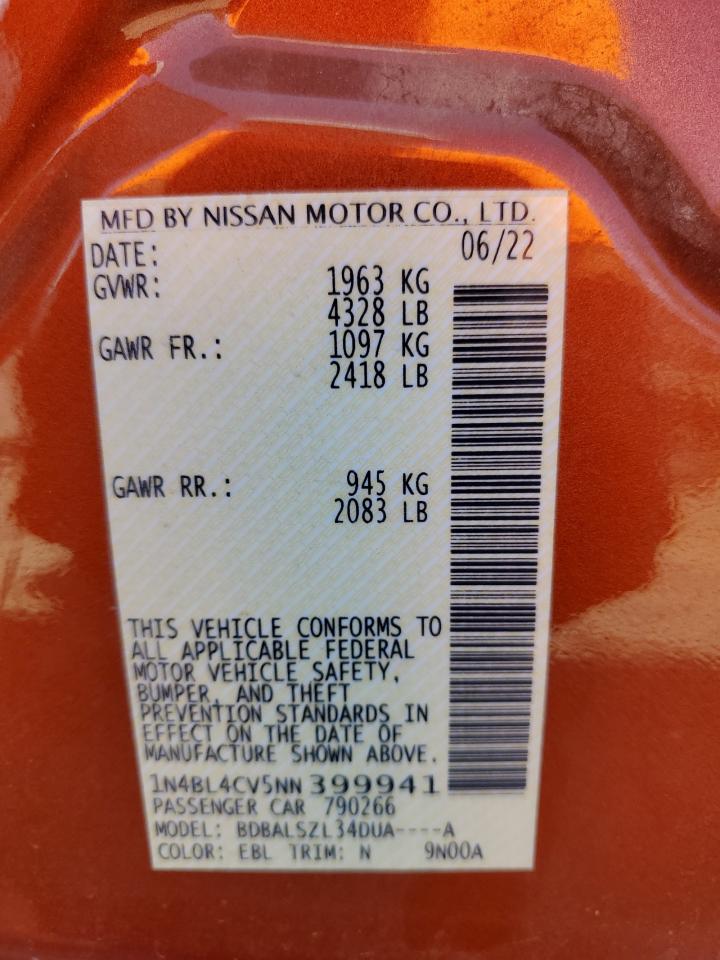 MFD BY NISSAN MOTOR CO., LTD.
DATE: 06/22
GVWR: 1963 KG
4328 LB
GAWR FR.: 1097 KG
2418 LB
GAWR RR.: 945 KG
2083 LB
THIS VEHICLE CONFORMS TO
ALL APPLICABLE FEDERAL
MOTOR VEHICLE SAFETY,
BUMPER, AND THEFT
PREVENTION STANDARDS IN
EFFECT ON THE DATE OF
MANUFACTURE SHOWN ABOVE.
1N4BL4CV5NN399941
PASSENGER CAR 790266
MODEL: BDBALSZL34DUA----A
COLOR: EBL TRIM: N 9N00A